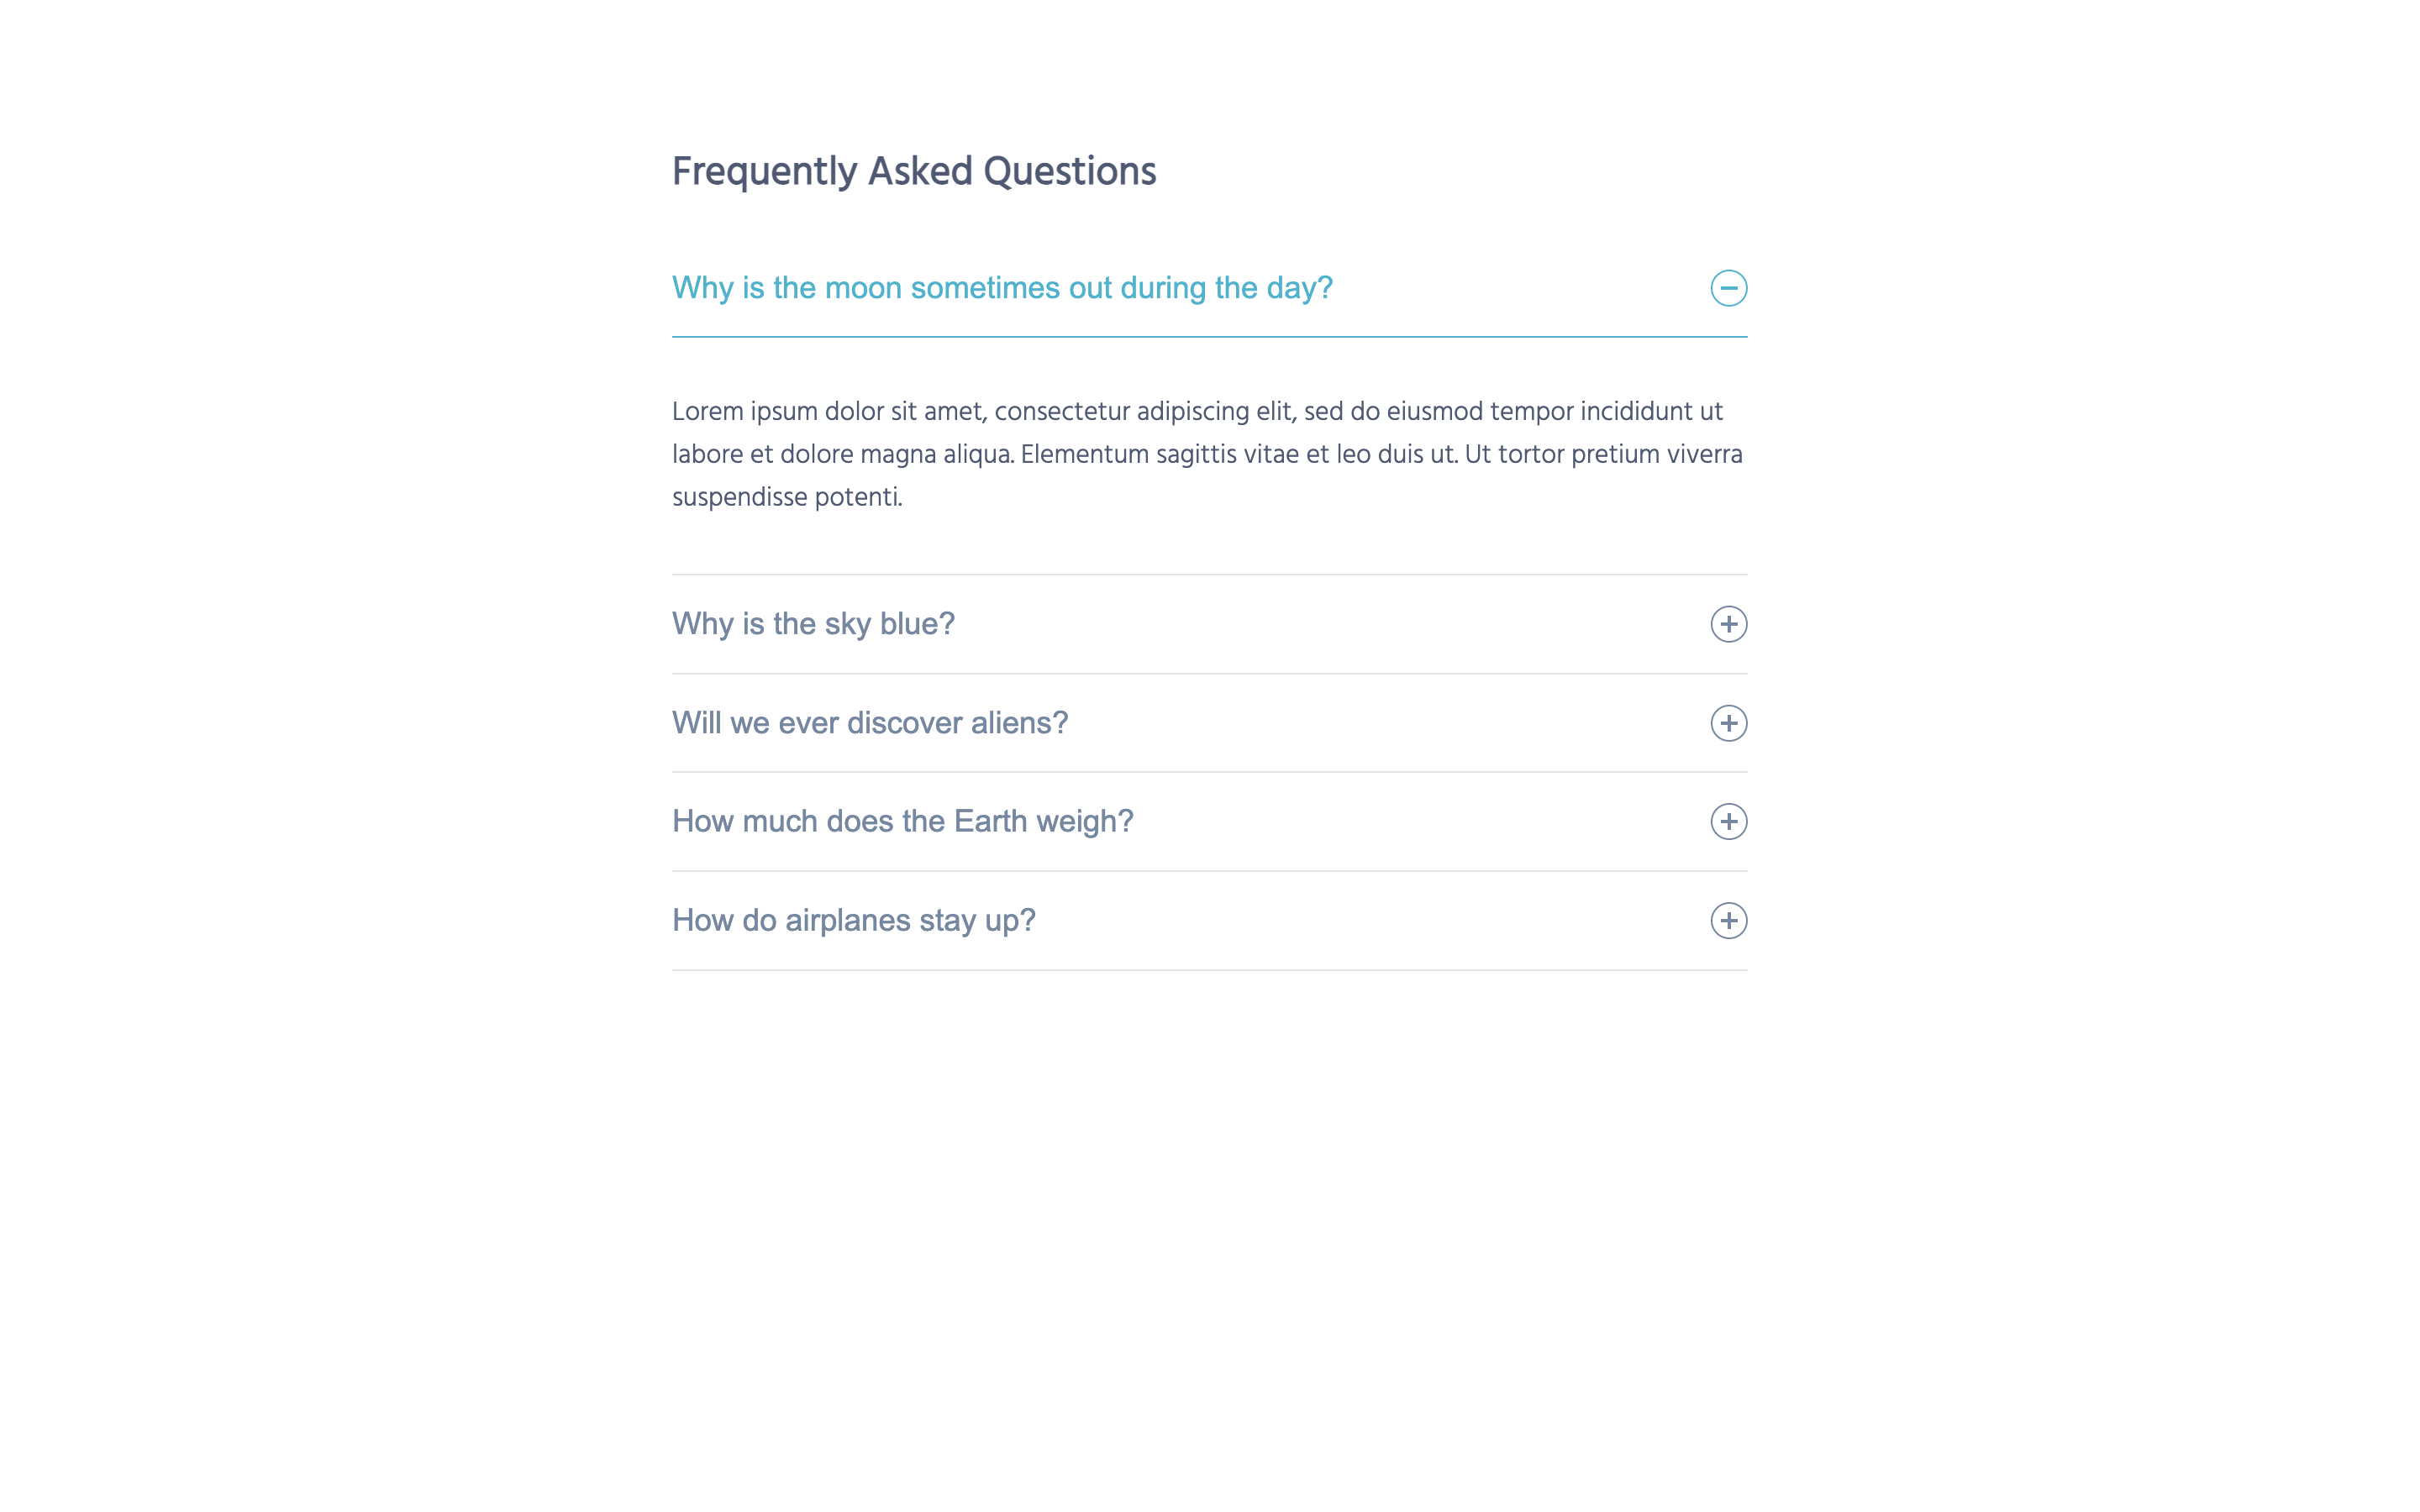 Frequently Asked Questions
Why is the moon sometimes out during the day?
Lorem ipsum dolor sit amet, consectetur adipiscing elit, sed do eiusmod tempor incididunt ut
labore et dolore magna aliqua. Elementum sagittis vitae et leo duis ut. Ut tortor pretium viverra
suspendisse potenti.
Why is the sky blue?
Will we ever discover aliens?
How much does the Earth weigh?
How do airplanes stay up?